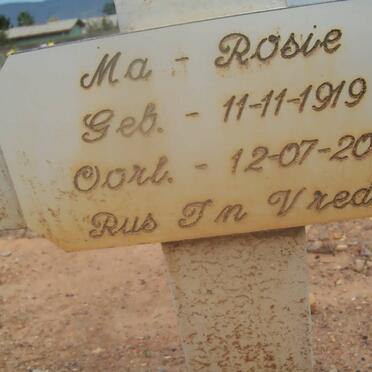 Ma - Rosie
Geb. - 11-11-1919
Oorl. - 12-07-20
Rus In Vred